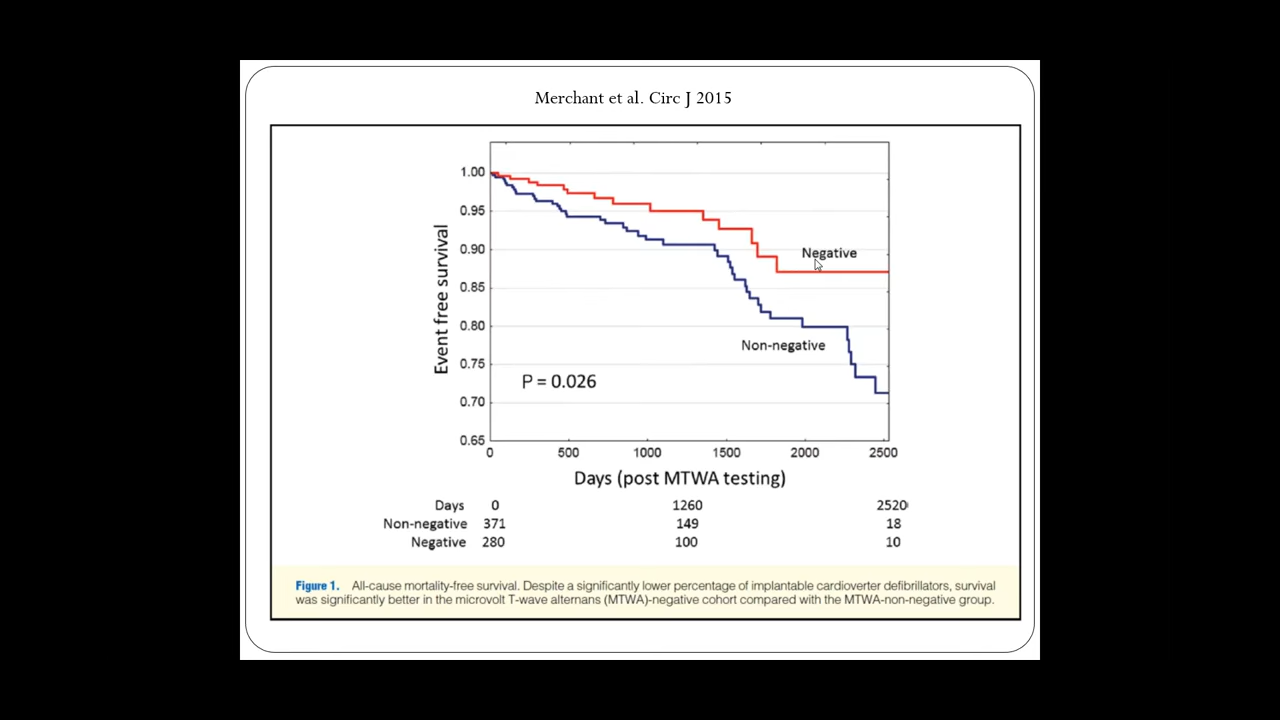 Merchant et al. Circ J 2015
1.00
0.95
0.90
0.85
0.80
0.75
0.70
0.65
Event free survival
Negative
Non-negative
P = 0.026
0 500 1000 1500 2000 2500
Days (post MTWA testing)
Days 0 1260 2520
Non-negative 371 149 18
Negative 280 100 10
Figure 1. All-cause mortality-free survival. Despite a significantly lower percentage of implantable cardioverter defibrillators, survival
was significantly better in the microvolt T-wave alternans (MTWA)-negative cohort compared with the MTWA-non-negative group.